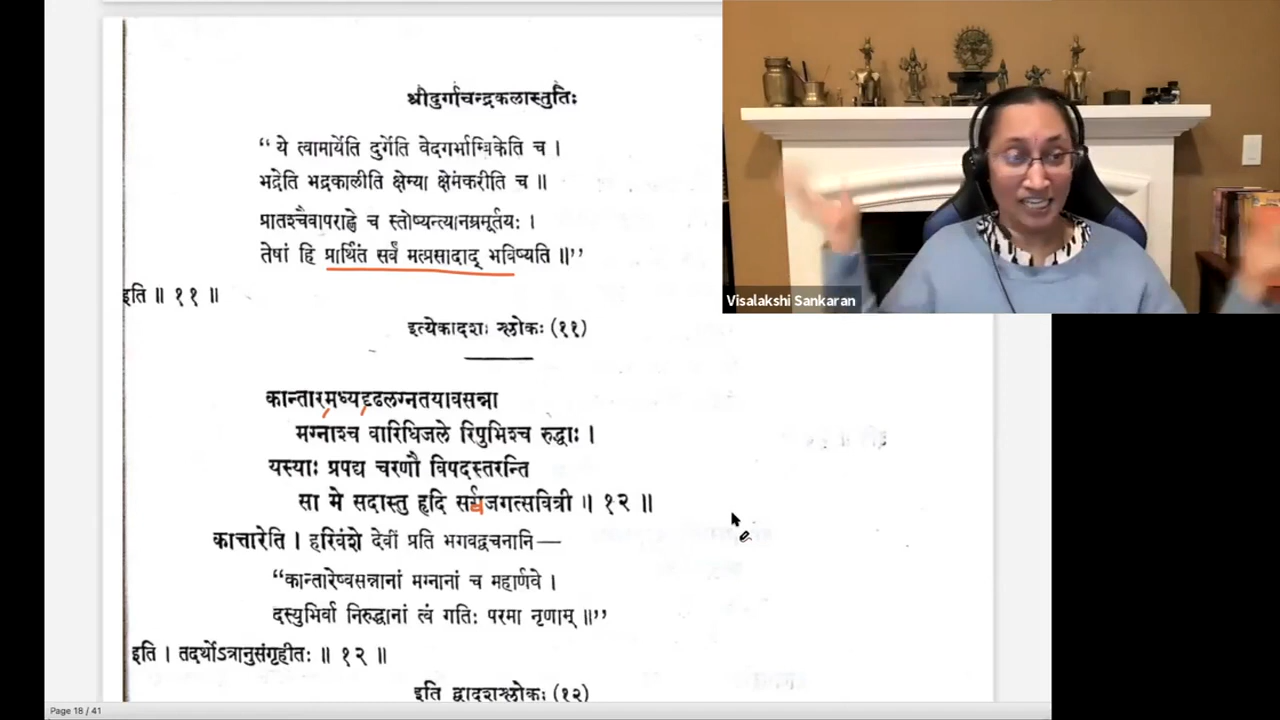 श्रीदुर्गाचन्द्रकलास्तुतिः
“ ये त्वामार्येति दुर्गेति वेदगर्भाम्बिकेति च ।
भद्रेति भद्रकालीति क्षेम्या क्षेमंकरीति च ॥
प्रातश्चैवापराह्णे च स्तोष्यन्त्यानम्रमूर्तयः ।
तेषां हि प्रार्थितं सर्वं मत्प्रसादाद् भविष्यति ॥”
इति ॥ ११ ॥
इत्येकादशः श्लोकः (११)
कान्तारमध्यदृढलग्नतयावसन्ना
मग्नाश्च वारिधिजले रिपुभिश्च रुद्धाः ।
यस्याः प्रपद्य चरणौ विपदस्तरन्ति
सा मे सदास्तु हृदि सर्वजगत्सवित्री ॥ १२ ॥
कात्तारेति । हरिवंशे देवीं प्रति भगवद्वचनानि—
“कान्तारेष्वसन्नानां मग्नानां च महार्णवे ।
दस्युभिर्वा निरुद्धानां त्वं गतिः परमा नृणाम् ॥”
इति । तदर्थोऽत्रानुसंगृहीतः ॥ १२ ॥
इति द्वादशश्लोकः (१२)
Visalakshi Sankaran
Page 18 / 41